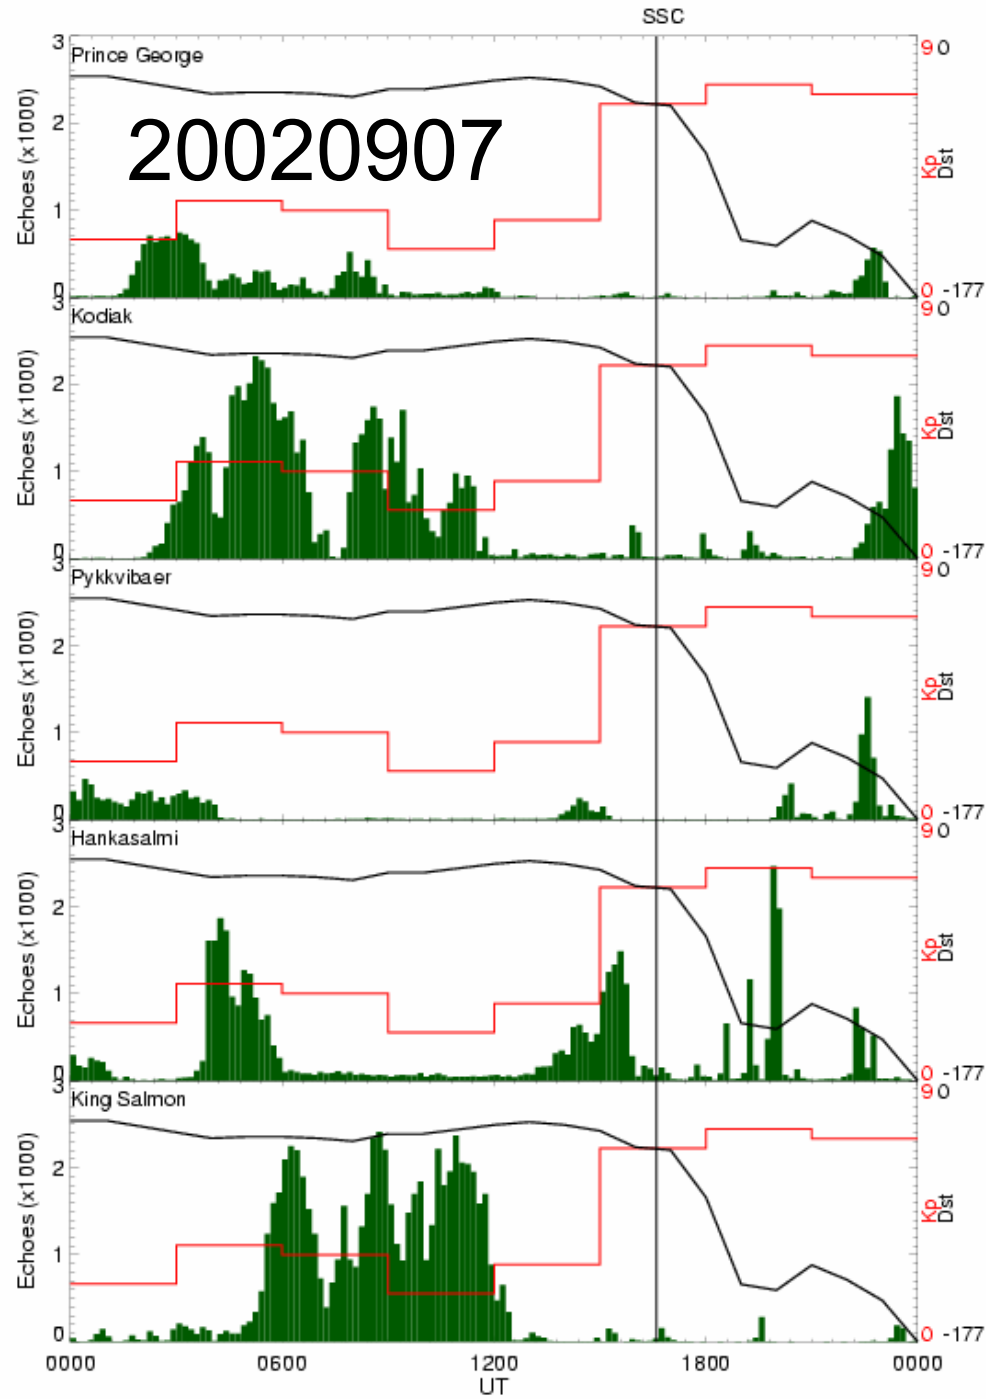 SSC
3
Prince George
9 0
20020907
2
Echoes (x1000)
Kp
Dst
1
0
0 -177
3
Kodiak
9 0
2
Echoes (x1000)
Kp
Dst
1
0
0 -177
3
Pykkvibaer
9 0
2
Echoes (x1000)
Kp
Dst
1
0
0 -177
3
Hankasalmi
9 0
2
Echoes (x1000)
Kp
Dst
1
0
0 -177
3
King Salmon
9 0
2
Echoes (x1000)
Kp
Dst
1
0
0 -177
0000 0600 1200 1800 0000
UT